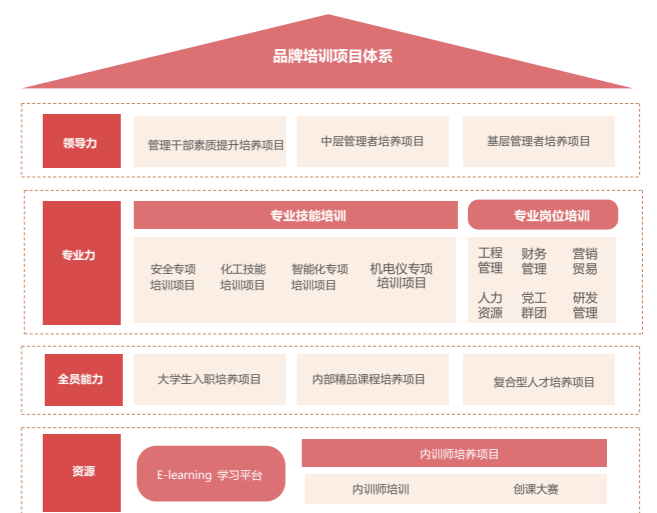 品牌培训项目体系
领导力
管理干部素质提升培养项目
中层管理者培养项目
基层管理者培养项目
专业力
专业技能培训
安全专项
培训项目
化工技能
培训项目
智能化专项
培训项目
机电仪专项
培训项目
专业岗位培训
工程
管理
财务
管理
营销
贸易
人力
资源
党工
群团
研发
管理
全员能力
大学生入职培养项目
内部精品课程培养项目
复合型人才培养项目
资源
E-learning 学习平台
内训师培养项目
内训师培训
创课大赛